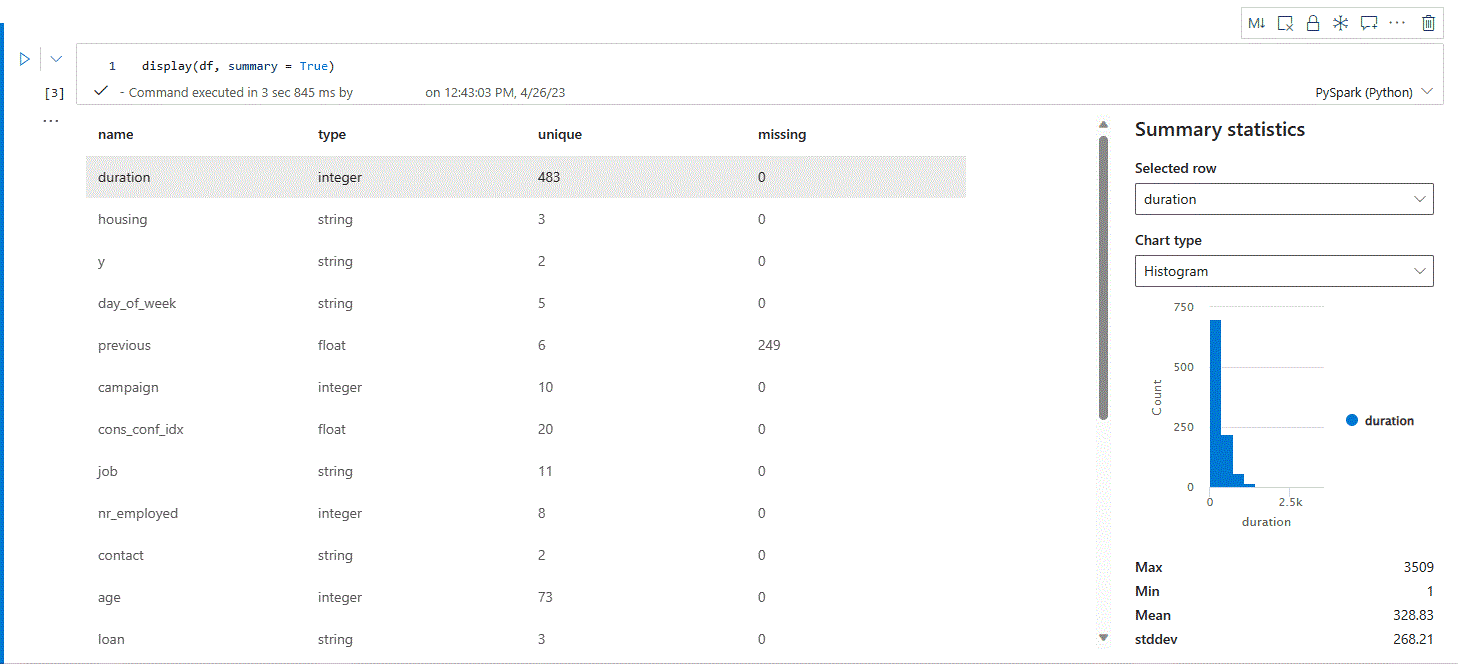 M↓
1 display(df, summary = True)
[3] - Command executed in 3 sec 845 ms by on 12:43:03 PM, 4/26/23 PySpark (Python)
name type unique missing
duration integer 483 0
housing string 3 0
y string 2 0
day_of_week string 5 0
previous float 6 249
campaign integer 10 0
cons_conf_idx float 20 0
job string 11 0
nr_employed integer 8 0
contact string 2 0
age integer 73 0
loan string 3 0
Summary statistics
Selected row
duration
Chart type
Histogram
750
500
250
0
Count
0 2.5k
duration
duration
Max 3509
Min 1
Mean 328.83
stddev 268.21